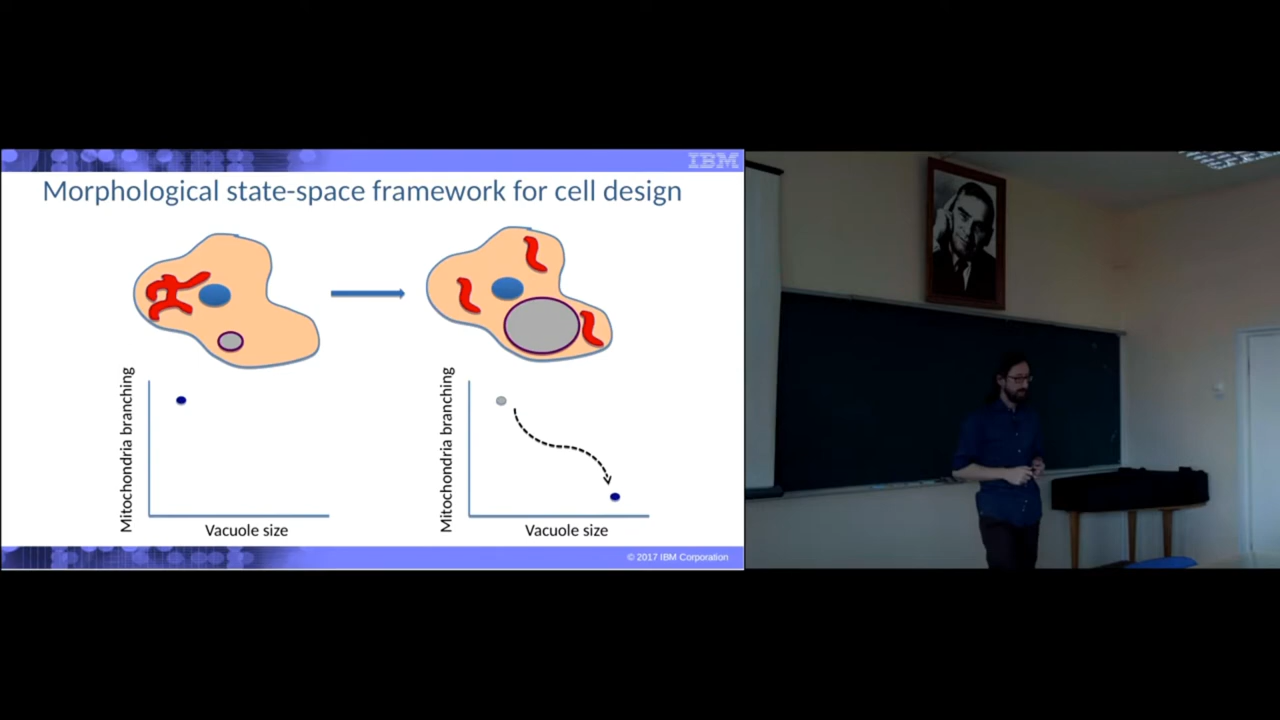 IBM
Morphological state-space framework for cell design
Mitochondria branching
Vacuole size
Mitochondria branching
Vacuole size
© 2017 IBM Corporation